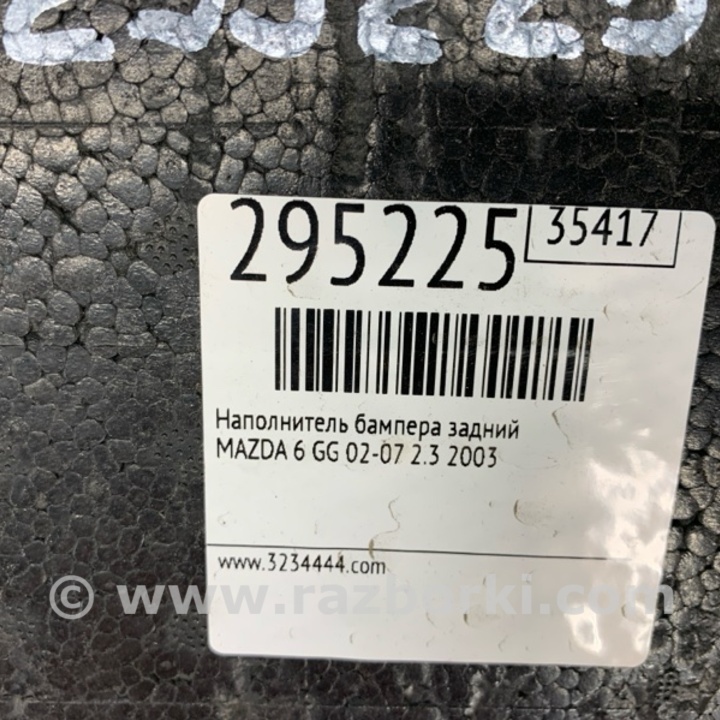 295225
35417
Наполнитель бампера задний
MAZDA 6 GG 02-07 2.3 2003
www.3234444.com
© www.razborki.com